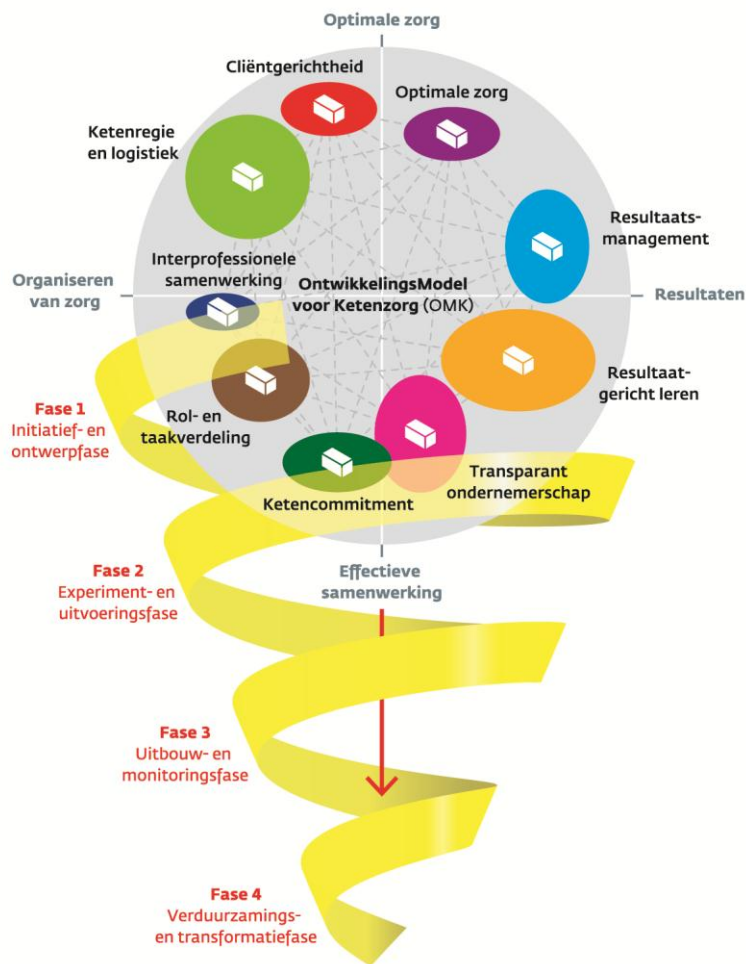 Optimale zorg
Cliëntgerichtheid
Optimale zorg
Ketenregie
en logistiek
Resultaats-
management
Interprofessionele
samenwerking
Organiseren
van zorg
OntwikkelingsModel
voor Ketenzorg (OMK)
Resultaten
Resultaat-
gericht leren
Fase 1
Initiatief- en
ontwerpfase
Rol- en
taakverdeling
Transparant
ondernemerschap
Ketencommitment
Fase 2
Experiment- en
uitvoeringsfase
Effectieve
samenwerking
Fase 3
Uitbouw- en
monitoringsfase
Fase 4
Verduurzamings-
en transformatiefase